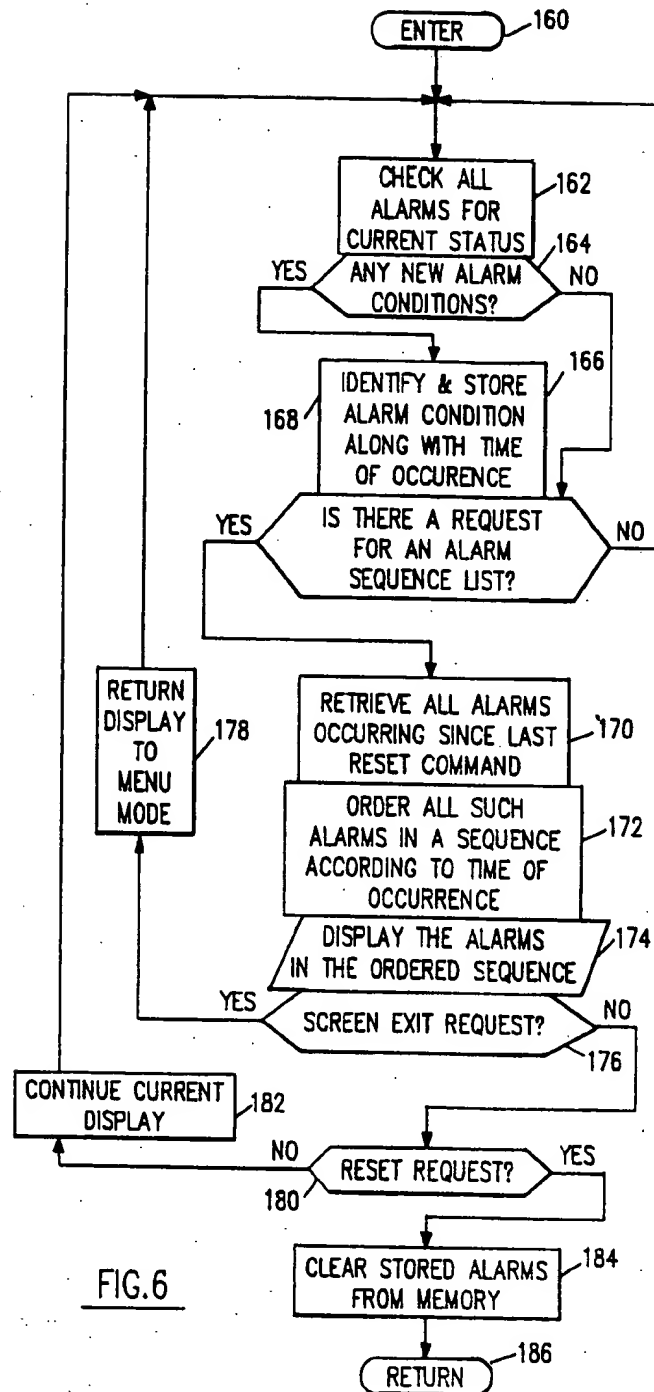 ENTER
160
CHECK ALL
ALARMS FOR
CURRENT STATUS
162
164
YES
ANY NEW ALARM
CONDITIONS?
NO
166
168
IDENTIFY & STORE
ALARM CONDITION
ALONG WITH TIME
OF OCCURENCE
YES
IS THERE A REQUEST
FOR AN ALARM
SEQUENCE LIST?
NO
RETURN
DISPLAY
TO
MENU
MODE
178
RETRIEVE ALL ALARMS
OCCURRING SINCE LAST
RESET COMMAND
170
ORDER ALL SUCH
ALARMS IN A SEQUENCE
ACCORDING TO TIME OF
OCCURRENCE
172
DISPLAY THE ALARMS
IN THE ORDERED SEQUENCE
174
YES
SCREEN EXIT REQUEST?
NO
176
CONTINUE CURRENT
DISPLAY
182
NO
RESET REQUEST?
YES
180
CLEAR STORED ALARMS
FROM MEMORY
184
FIG.6
RETURN
186